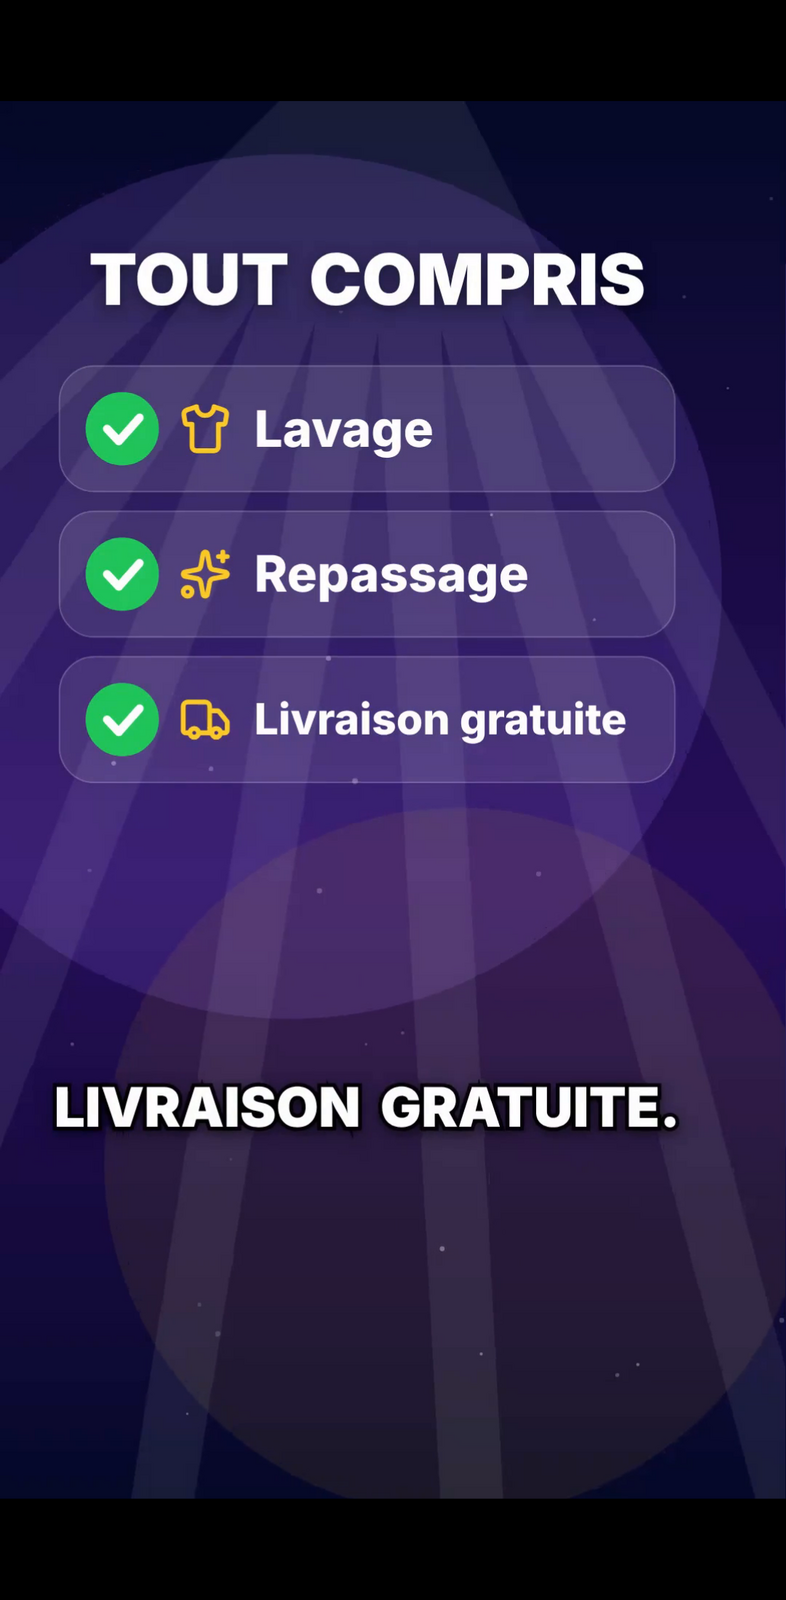 TOUT COMPRIS
Lavage
Repassage
Livraison gratuite
LIVRAISON GRATUITE.